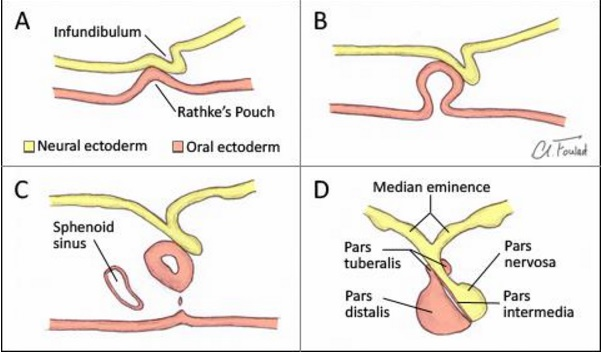 A
Infundibulum
Rathke's Pouch
Neural ectoderm
Oral ectoderm
B
C
Sphenoid
sinus
D
Median eminence
Pars
tuberalis
Pars
nervosa
Pars
distalis
Pars
intermedia